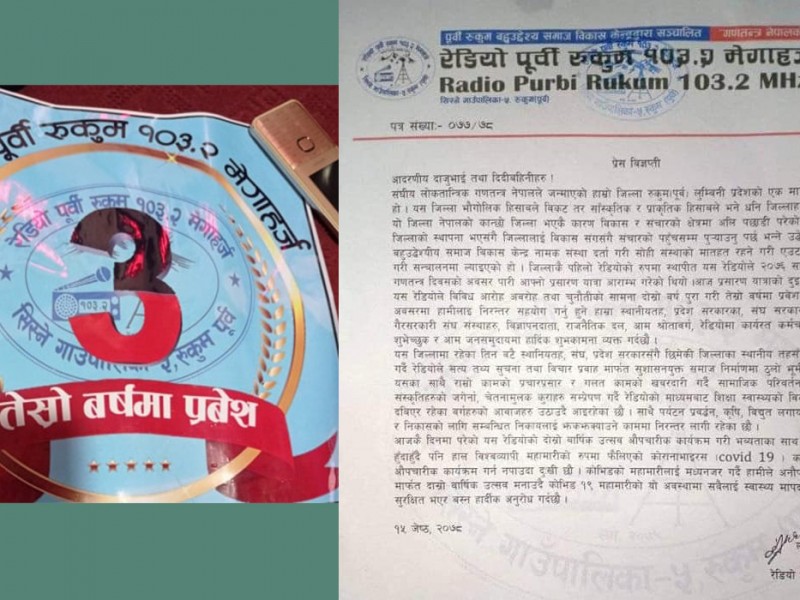 पूर्वी रुकुम १०३.२ मेगाहर्ज
रेडियो पूर्वी रुकुम १०३.२ मेगाहर्ज
3
१०३.२
सिस्ने गाउँपालिका-५, रुकुम पूर्व
तेस्रो बर्षमा प्रबेश
पूर्वी रुकुम बहुउद्देश्य समाज विकास केन्द्रद्वारा सञ्चालित "गणतन्त्र नेपालको
रेडियो पूर्वी रुकुम १०३.२ मेगाहर्ज
Radio Purbi Rukum 103.2 MHz
सिस्ने गाउँपालिका-५, रुकुम(पूर्व)
पत्र संख्याः- ०७७/७८
प्रेस विज्ञप्ती
आदरणीय दाजुभाई तथा दिदीबहिनीहरु !
संघीय लोकतान्त्रिक गणतन्त्र नेपालले जन्माएको हाम्रो जिल्ला रुकुम(पूर्व) लुम्बिनी प्रदेशको एक मा
हो । यस जिल्ला भौगोलिक हिसाबले विकट तर साँस्कृतिक र प्राकृतिक हिसाबले भने धनि जिल्ला
यो जिल्ला नेपालको कान्छो जिल्ला भएकै कारण विकास र संचारको क्षेत्रमा अलि पछाडी परेको
जिल्लाको स्थापना भएसंगै जिल्लालाई विकास संगसगै संचारको पहुँचसम्म पुऱ्याउनु पर्छ भन्ने उद्दे
बहुउद्देश्यीय समाज विकास केन्द्र नामक संस्था दर्ता गरी सोही संस्थाको मातहत रहने गरी एउट
गरी सन्चालनमा ल्याइएको हो । जिल्लाकै पहिलो रेडियोको रुपमा स्थापीत यस रेडियोले २०७६ स
गणतन्त्र दिवसको अवसर पारी आफ्नो प्रसारण यात्रा आरम्भ गरेको थियो ।आज प्रसारण यात्राको दुइ
यस रेडियोले विविध आरोह अवरोह तथा चुनौतीको सामना दोस्रो बर्ष पुरा गरी तेस्रो बर्षमा प्रबेश
अवसरमा हामीलाई निरन्तर सहयोग गर्नु हुने हाम्रा स्थानीयतह, प्रदेश सरकारका, संघ सरकार
गैरसरकारी संघ संस्थाहरु, विज्ञापनदाता, राजनैतिक दल, आम श्रोतावर्ग, रेडियोमा कार्यरत कर्मच
शुभेच्छुक र आम जनसमुदायमा हार्दिक शुभकामना व्यक्त गर्दछौं ।
यस जिल्लामा रहेका तिन वटै स्थानियतह, संघ, प्रदेश सरकारसंगै छिमेकी जिल्लाका स्थानीय तहसं
गर्दै रेडियोले सत्य तथ्य सुचना तथा विचार प्रवाह मार्फत सुशासनयुक्त समाज निर्माणमा ठुलो भूमि
यसका साथै राम्रो कामको प्रचारप्रसार र गलत कामको खबरदारी गर्दै सामाजिक परिवर्तन
संस्कृतिहरुको जगेर्ना, चेतनामुलक कुराहरु सम्प्रेषण गर्दै रेडियोको माध्यमबाट शिक्षा स्वास्थ्यको वि
दबिएर रहेका वर्गहरुको आबाजहरु उठाउदै आइरहेका छौं । साथै पर्यटन प्रबर्द्धन, कृषि, विद्युत लगाय
र निकासको लागि सम्बन्धित निकायलाई झकझक्याउने काममा निरन्तर लागी रहेका छौं ।
आजकै दिनमा परेको यस रेडियोको दोस्रो बार्षिक उत्सव औपचारीक कार्यक्रम गरी भव्यताका साथ
हुँदाहुँदै पनि हाल विश्वव्यापी महामारीको रुपमा फैलिएको कोरोनाभाइरस (covid 19) । क
औपचारीक कार्यक्रम गर्न नपाउदा दुःखी छौं । कोभिडको महामारीलाई मध्यनजर गर्दै हामीले अनौप
मार्फत दोस्रो बार्षिक उत्सव मनाउदै कोभिड १९ महामारीको यो अवस्थामा सबैलाई स्वास्थ्य मापद
सुरक्षित भएर बस्न हार्दीक अनुरोध गर्दछौं ।
१५ जेष्ठ, २०७८
रेडियो
सिस्ने गाउँपालिका-५, रुकुम